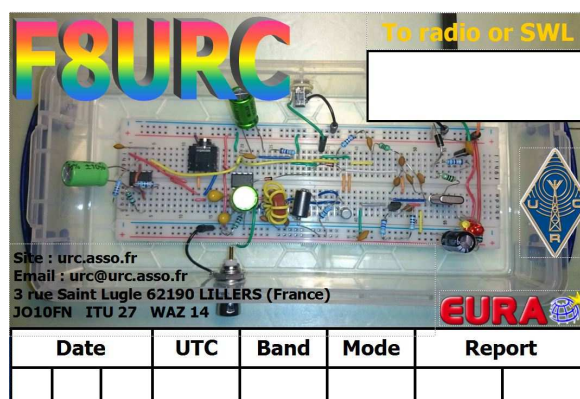 F8URC
To radio or SWL
U C
R
Site : urc.asso.fr
Email : urc@urc.asso.fr
3 rue Saint Lugle 62190 LILLERS (France)
JO10FN ITU 27 WAZ 14
EURA
Date UTC Band Mode Report